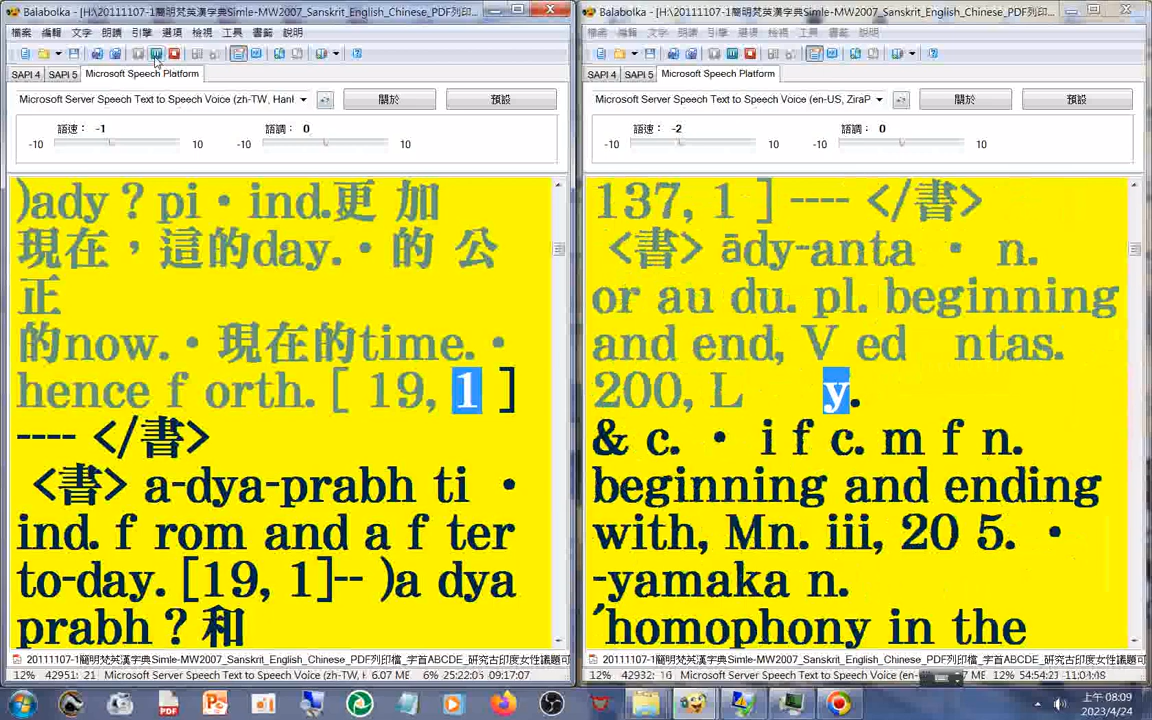 Balabolka - [H:\20111107-1簡明梵英漢字典Simle-MW2007_Sanskrit_English_Chinese_PDF列印...
檔案 編輯 文字 朗讀 引擎 選項 檢視 工具 書籤 說明
SAPI 4 SAPI 5 Microsoft Speech Platform
Microsoft Server Speech Text to Speech Voice (zh-TW, HanH
關於 預設
語速： -1 語調： 0
-10 10 -10 10
)ady ? pi • ind.更 加
現在，這的day. • 的 公
正
的now. • 現在的time. •
hence f orth. [ 19, 1 ]
---- </書>
<書> a-dya-prabh ti •
ind. f rom and a f ter
to-day. [19, 1]-- )a dya
prabh ? 和
20111107-1簡明梵英漢字典Simle-MW2007_Sanskrit_English_Chinese_PDF列印檔_字首ABCDE_研究古印度女性議題可
12% 42951: 21 Microsoft Server Speech Text to Speech Voice (zh-TW, H 6.07 ME 6% 25:22:05 09:17:07
Balabolka - [H:\20111107-1簡明梵英漢字典Simle-MW2007_Sanskrit_English_Chinese_PDF列印...
檔案 編輯 文字 朗讀 引擎 選項 檢視 工具 書籤 說明
SAPI 4 SAPI 5 Microsoft Speech Platform
Microsoft Server Speech Text to Speech Voice (en-US, ZiraP
關於 預設
語速： -2 語調： 0
-10 10 -10 10
137, 1 ] ---- </書>
<書> ādy-anta • n.
or au du. pl. beginning
and end, V ed ntas.
200, L y.
& c. • i f c. m f n.
beginning and ending
with, Mn. iii, 20 5. •
-yamaka n.
´homophony in the
20111107-1簡明梵英漢字典Simle-MW2007_Sanskrit_English_Chinese_PDF列印檔_字首ABCDE_研究古印度女性議題可
12% 42932: 16 Microsoft Server Speech Text to Speech Voice 12% 54:54:21
上午 08:09
2023/4/24